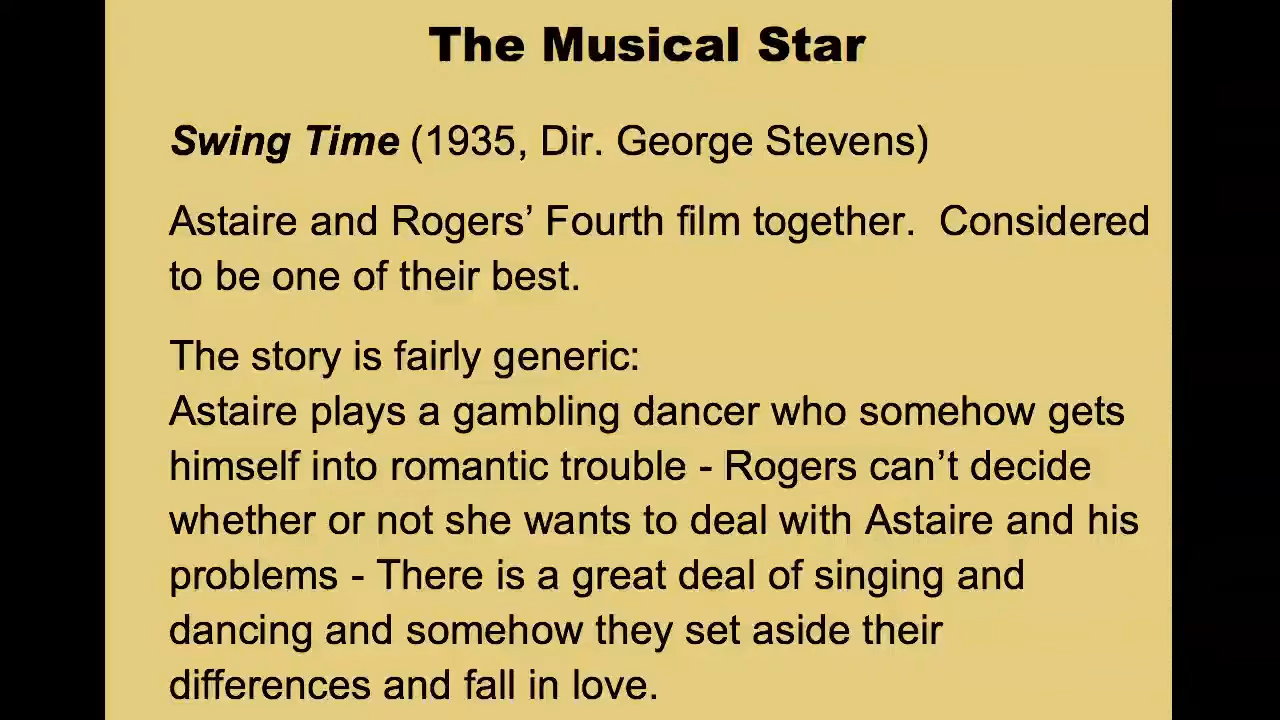 The Musical Star
Swing Time (1935, Dir. George Stevens)
Astaire and Rogers’ Fourth film together.  Considered
to be one of their best.
The story is fairly generic:
Astaire plays a gambling dancer who somehow gets
himself into romantic trouble - Rogers can’t decide
whether or not she wants to deal with Astaire and his
problems - There is a great deal of singing and
dancing and somehow they set aside their
differences and fall in love.